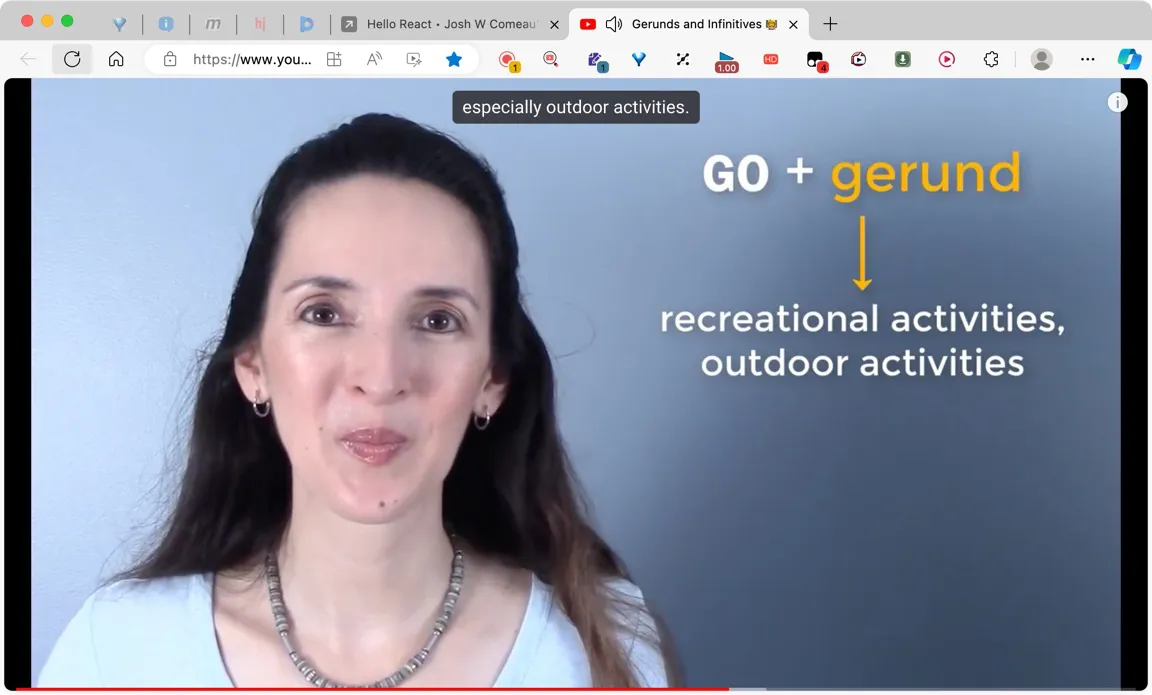 m
hj
Hello React • Josh W Comeau
Gerunds and Infinitives
https://www.you...
1
1
1.00
HD
4
especially outdoor activities.
GO + gerund
recreational activities,
outdoor activities